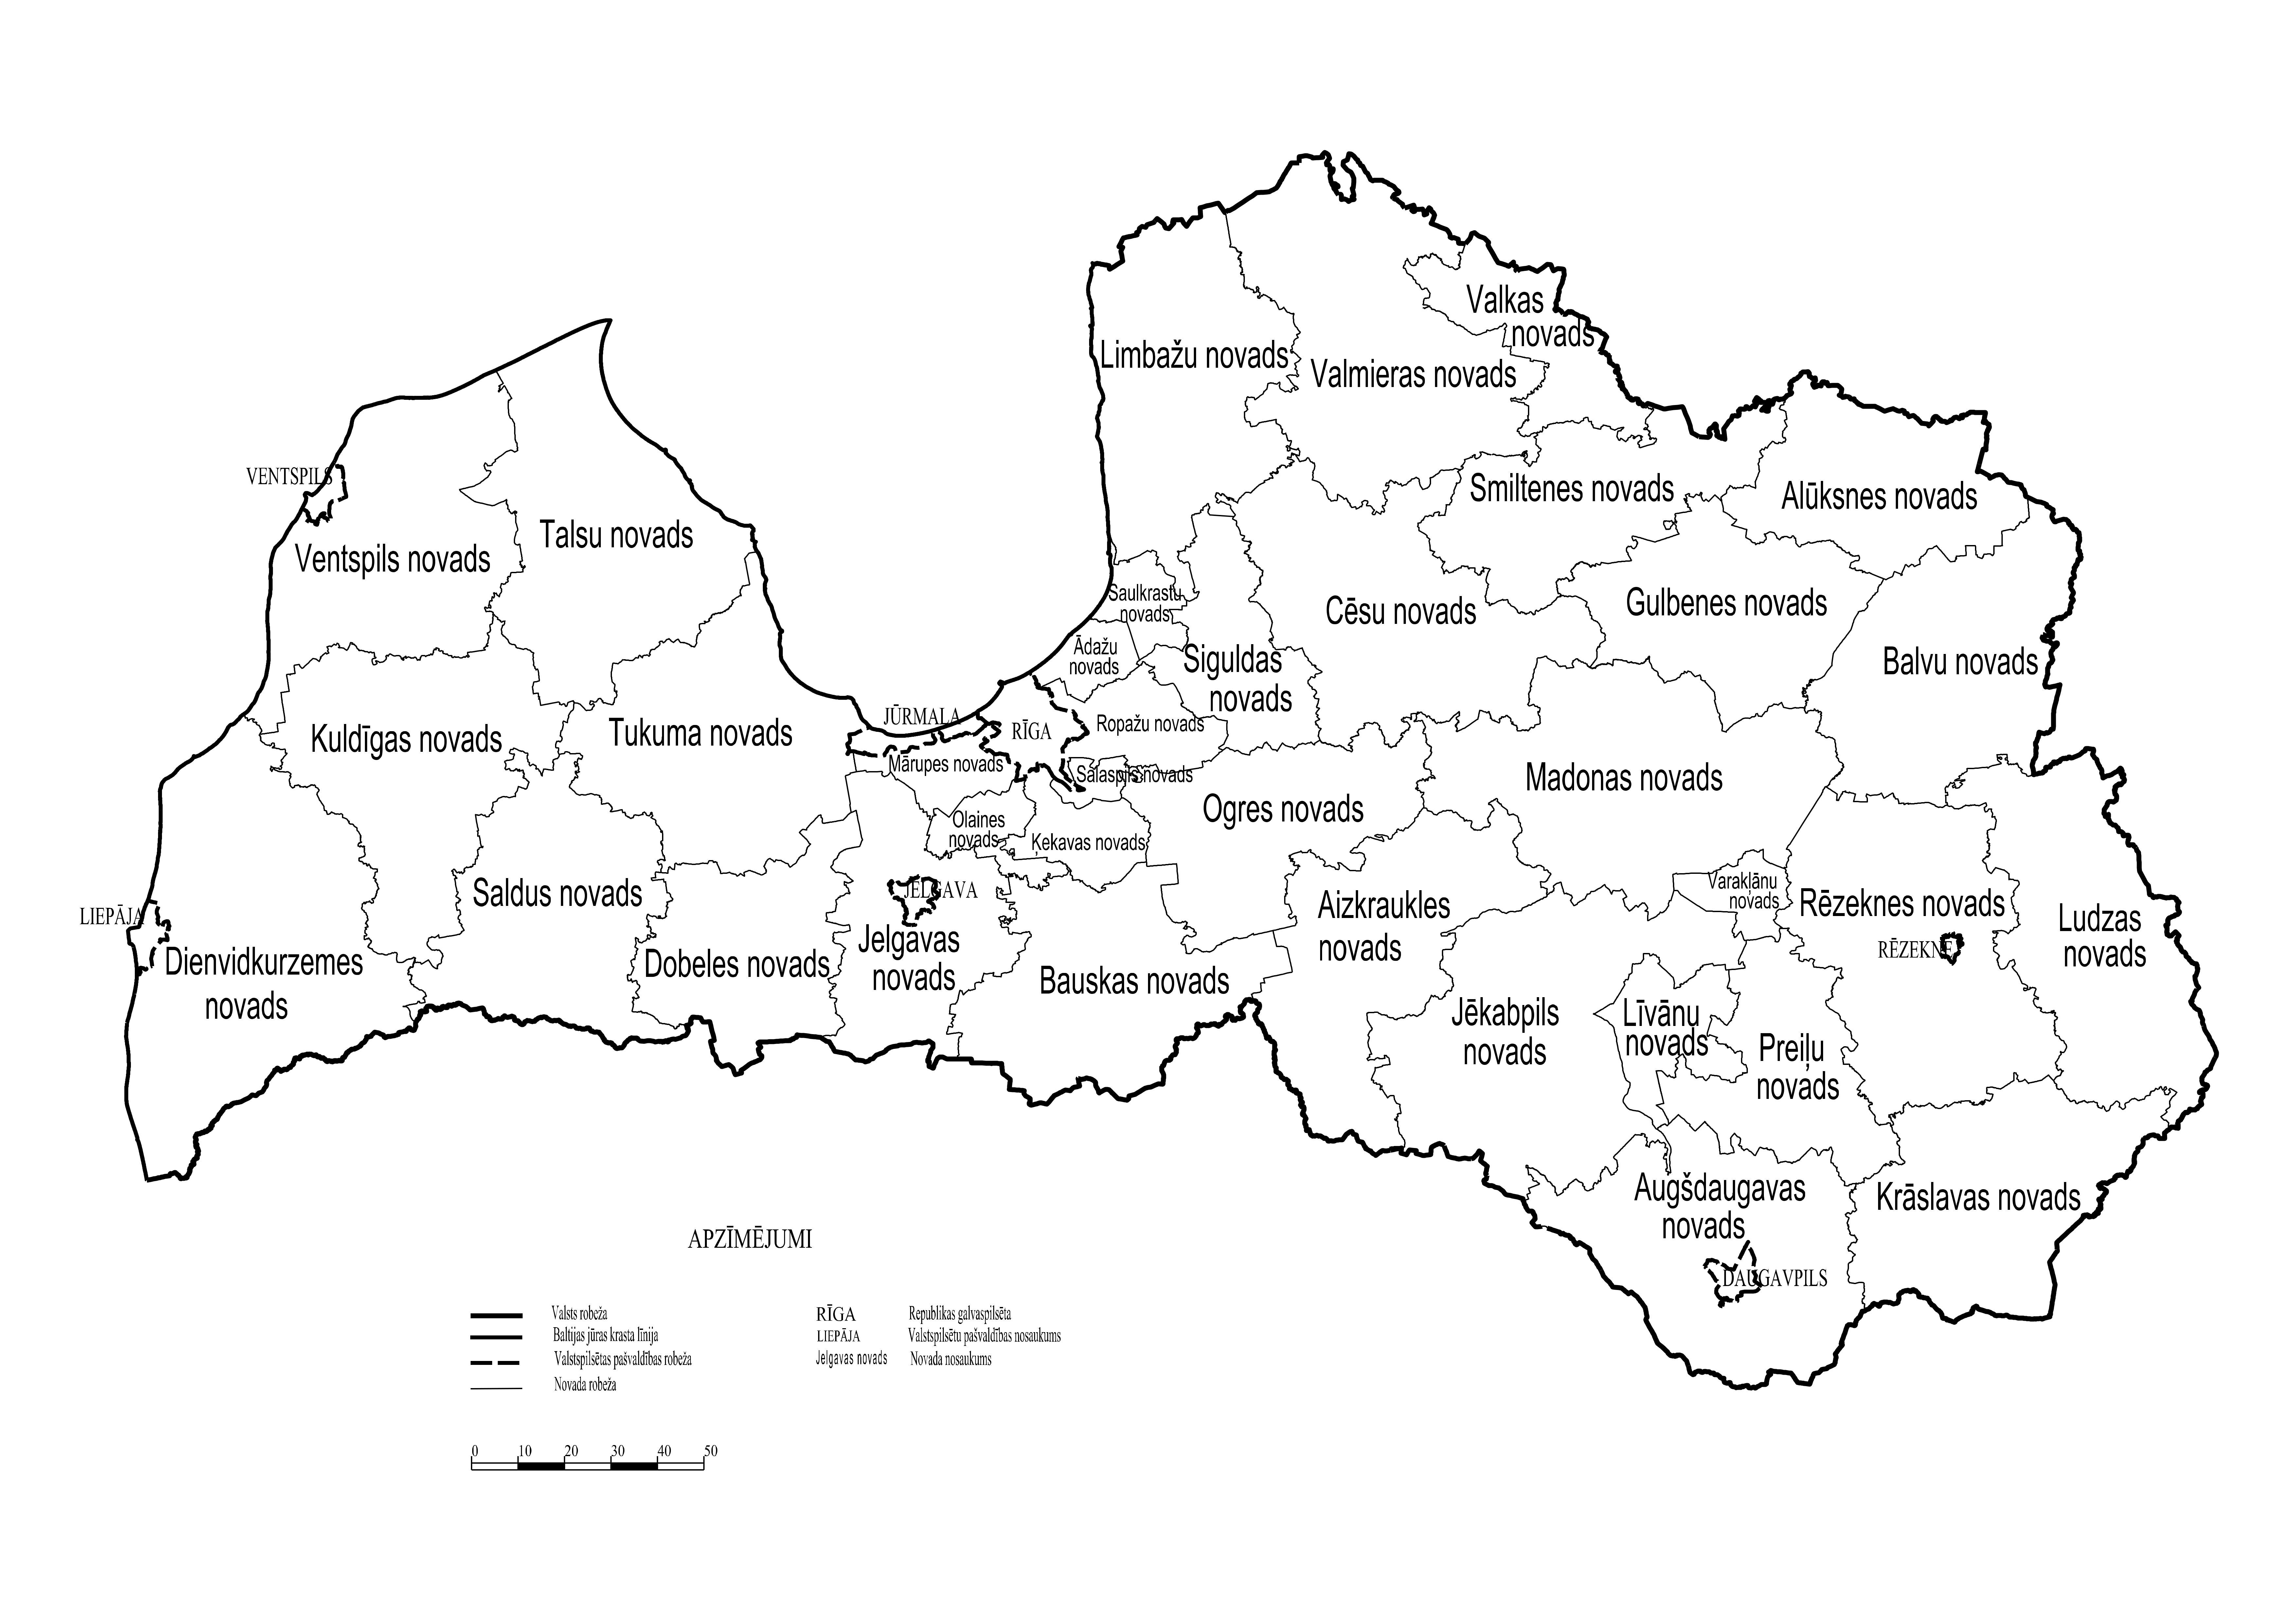 Valkas
novads
Limbažu novads
Valmieras novads
VENTSPILS
Smiltenes novads
Alūksnes novads
Talsu novads
Ventspils novads
Saulkrastu
novads
Cēsu novads
Gulbenes novads
Ādažu
novads
Siguldas
novads
Balvu novads
JŪRMALA
RĪGA
Ropažu novads
Kuldīgas novads
Tukuma novads
Mārupes novads
Salaspils novads
Madonas novads
Ogres novads
Olaines
novads
Ķekavas novads
Saldus novads
JELGAVA
Aizkraukles
novads
Varakļānu
novads
Rēzeknes novads
RĒZEKNE
Ludzas
novads
LIEPĀJA
Dienvidkurzemes
novads
Dobeles novads
Jelgavas
novads
Bauskas novads
Jēkabpils
novads
Līvānu
novads
Preiļu
novads
Augšdaugavas
novads
Krāslavas novads
DAUGAVPILS
APZĪMĒJUMI
Valsts robeža
Baltijas jūras krasta līnija
Valstspilsētas pašvaldības robeža
Novada robeža
RĪGA Republikas galvaspilsēta
LIEPĀJA Valstspilsētu pašvaldības nosaukums
Jelgavas novads Novada nosaukums
0 10 20 30 40 50